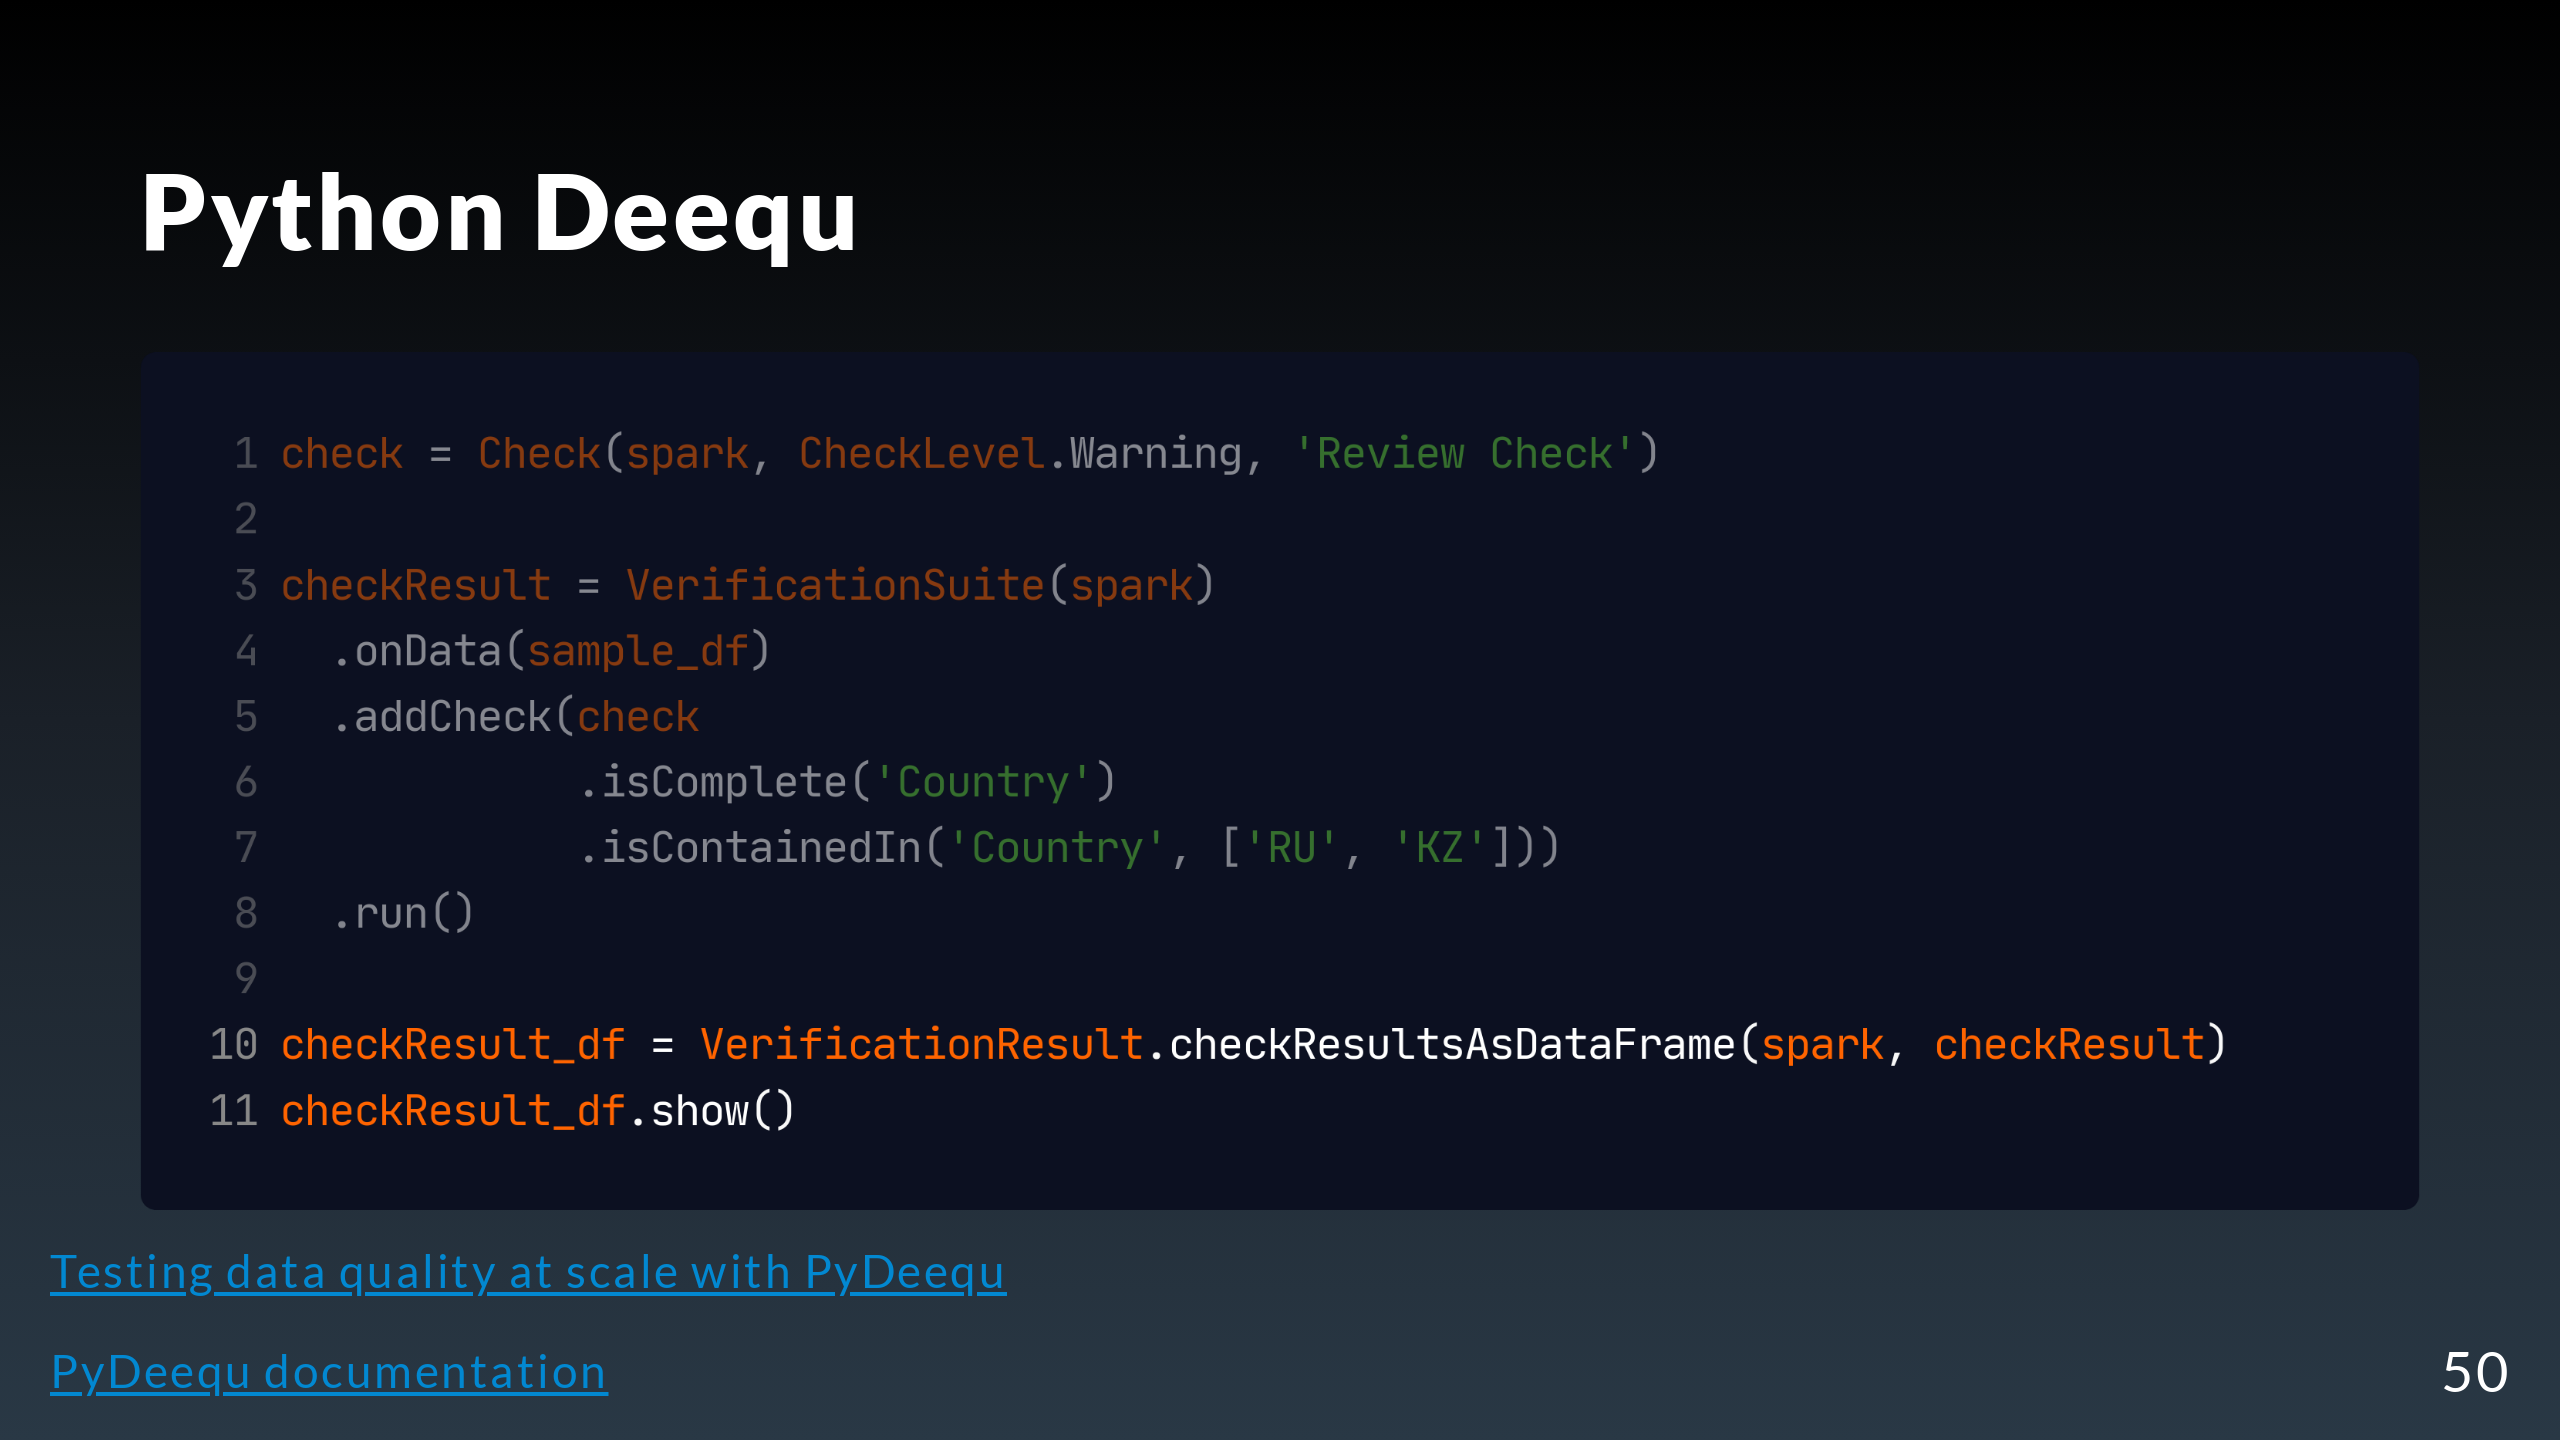 Python Deequ
1 check = Check(spark, CheckLevel.Warning, 'Review Check')
2
3 checkResult = VerificationSuite(spark)
4   .onData(sample_df)
5   .addCheck(check
6             .isComplete('Country')
7             .isContainedIn('Country', ['RU', 'KZ']))
8   .run()
9
10 checkResult_df = VerificationResult.checkResultsAsDataFrame(spark, checkResult)
11 checkResult_df.show()
Testing data quality at scale with PyDeequ
PyDeequ documentation
50